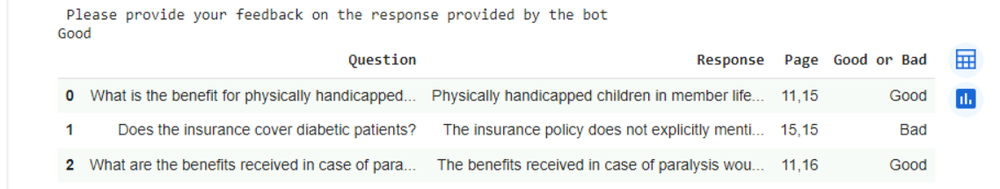 Please provide your feedback on the response provided by the bot
Good
Question Response Page Good or Bad
0 What is the benefit for physically handicapped... Physically handicapped children in member life... 11,15 Good
1 Does the insurance cover diabetic patients? The insurance policy does not explicitly menti... 15,15 Bad
2 What are the benefits received in case of para... The benefits received in case of paralysis wou... 11,16 Good